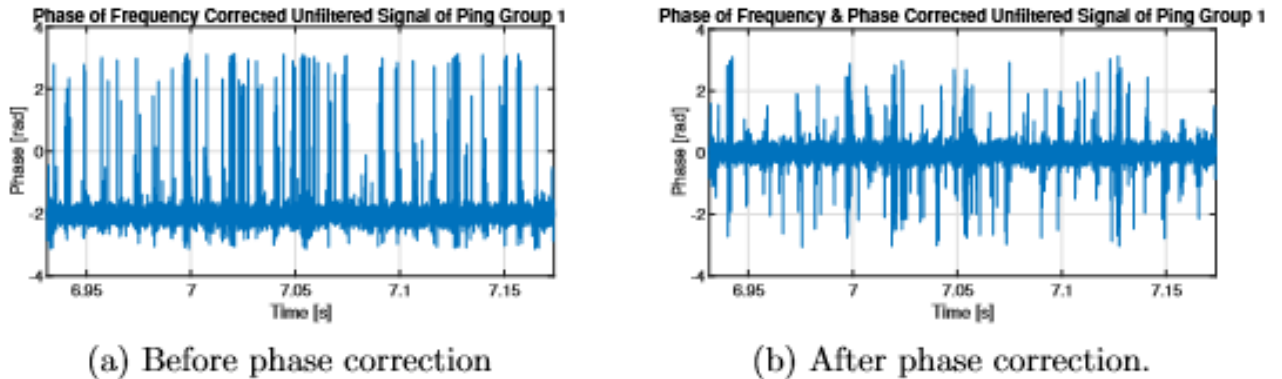 Phase of Frequency Corrected Unfiltered Signal of Ping Group 1
4
2
0
-2
-4
Phase [rad]
6.95 7 7.05 7.1 7.15
Time [s]
(a) Before phase correction
Phase of Frequency & Phase Corrected Unfiltered Signal of Ping Group 1
4
2
0
-2
-4
Phase [rad]
6.95 7 7.05 7.1 7.15
Time [s]
(b) After phase correction.